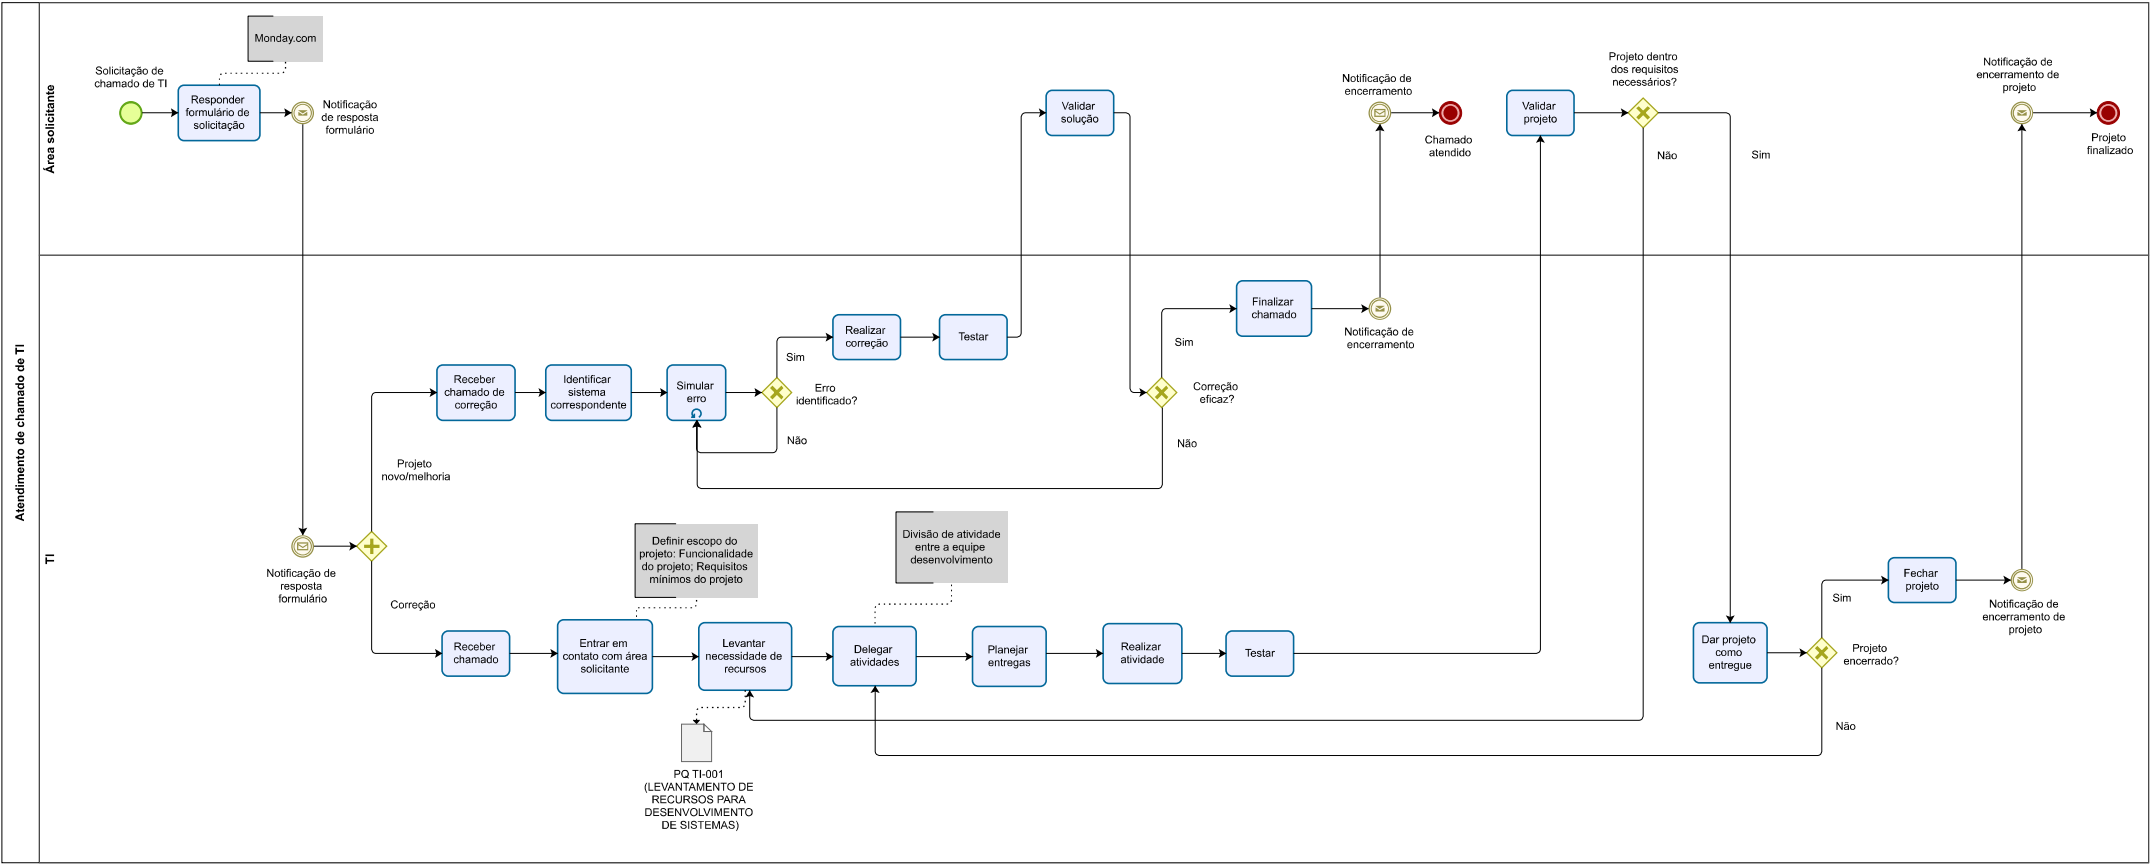 Atendimento de chamado de TI
Área solicitante
Solicitação de
chamado de TI
Monday.com
Responder
formulário de
solicitação
Notificação
de resposta
formulário
Validar
solução
Notificação de
encerramento
Chamado
atendido
Validar
projeto
Projeto dentro
dos requisitos
necessários?
Não
Sim
Notificação de
encerramento de
projeto
Projeto
finalizado
TI
Notificação de
resposta
formulário
Projeto
novo/melhoria
Correção
Receber
chamado de
correção
Identificar
sistema
correspondente
Simular
erro
Erro
identificado?
Sim
Não
Realizar
correção
Testar
Correção
eficaz?
Sim
Não
Finalizar
chamado
Notificação de
encerramento
Receber
chamado
Entrar em
contato com área
solicitante
Definir escopo do
projeto: Funcionalidade
do projeto; Requisitos
mínimos do projeto
Levantar
necessidade de
recursos
PQ TI-001
(LEVANTAMENTO DE
RECURSOS PARA
DESENVOLVIMENTO
DE SISTEMAS)
Delegar
atividades
Divisão de atividade
entre a equipe
desenvolvimento
Planejar
entregas
Realizar
atividade
Testar
Dar projeto
como
entregue
Projeto
encerrado?
Sim
Não
Fechar
projeto
Notificação de
encerramento de
projeto